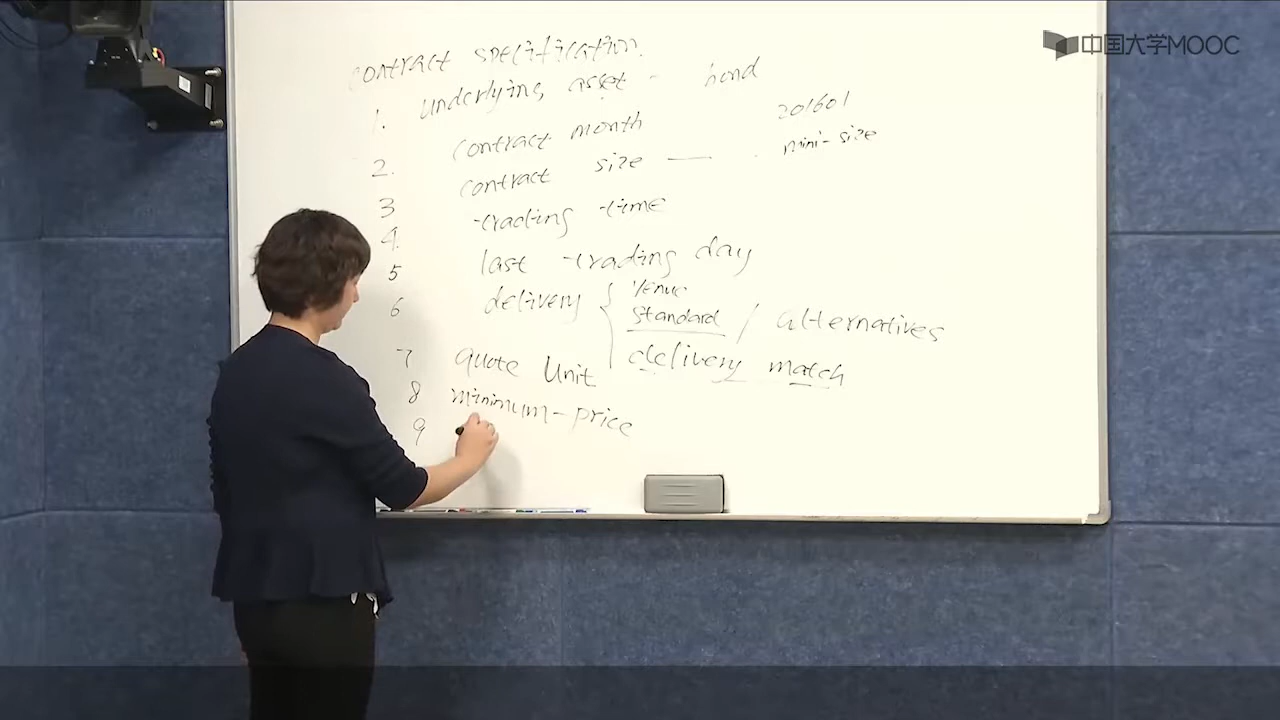 中国大学MOOC
contract specification.
1. underlying asset - bond
2. contract month 201601
3 contract size — mini-size
4. trading time
5 last trading day
6 delivery { venue
standard / alternatives
delivery match
7 quote Unit
8 minimum-price
9